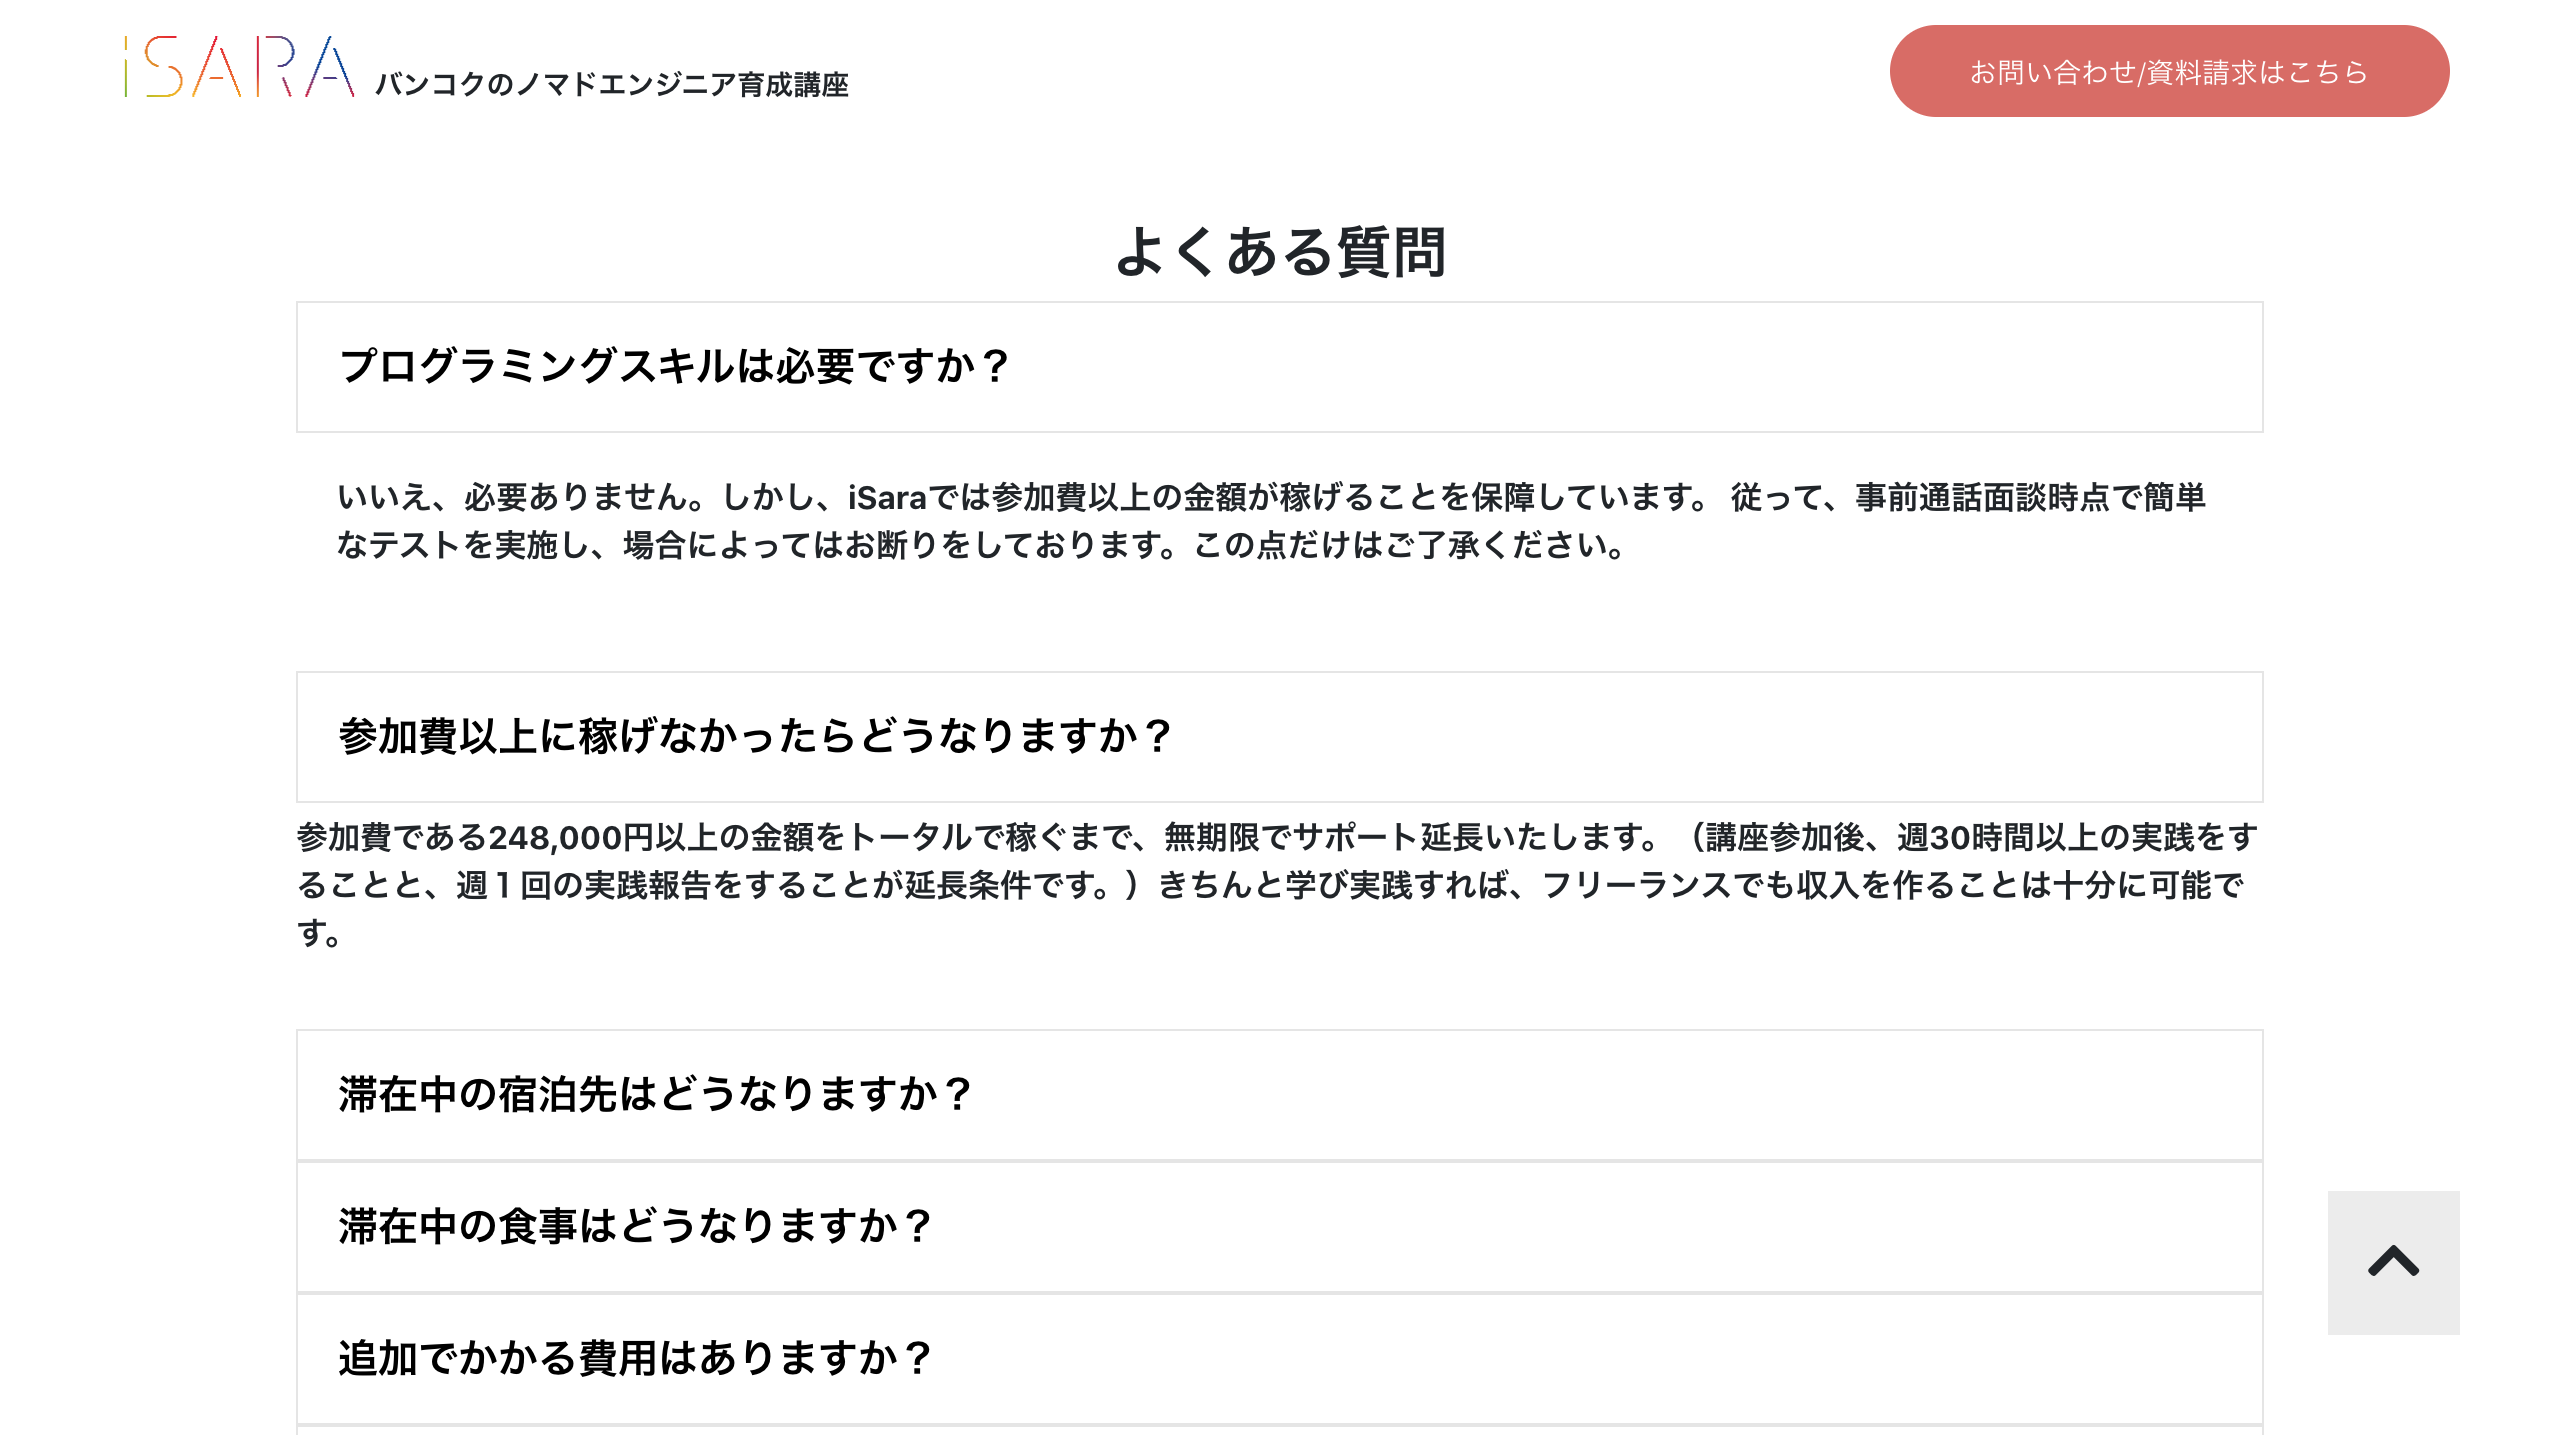 iSARA バンコクのノマドエンジニア育成講座
お問い合わせ/資料請求はこちら
よくある質問
プログラミングスキルは必要ですか？
いいえ、必要ありません。しかし、iSaraでは参加費以上の金額が稼げることを保障しています。 従って、事前通話面談時点で簡単
なテストを実施し、場合によってはお断りをしております。この点だけはご了承ください。
参加費以上に稼げなかったらどうなりますか？
参加費である248,000円以上の金額をトータルで稼ぐまで、無期限でサポート延長いたします。（講座参加後、週30時間以上の実践をす
ることと、週１回の実践報告をすることが延長条件です。）きちんと学び実践すれば、フリーランスでも収入を作ることは十分に可能で
す。
滞在中の宿泊先はどうなりますか？
滞在中の食事はどうなりますか？
追加でかかる費用はありますか？